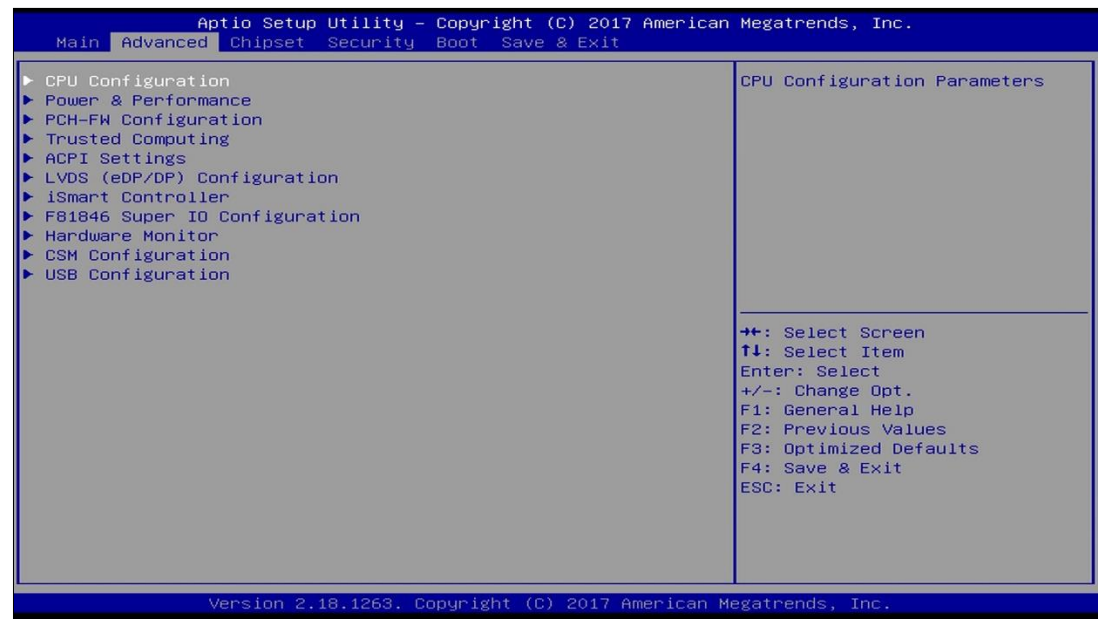 Aptio Setup Utility – Copyright (C) 2017 American Megatrends, Inc.
Main Advanced Chipset Security Boot Save & Exit
► CPU Configuration
► Power & Performance
► PCH-FW Configuration
► Trusted Computing
► ACPI Settings
► LVDS (eDP/DP) Configuration
► iSmart Controller
► F81846 Super IO Configuration
► Hardware Monitor
► CSM Configuration
► USB Configuration
CPU Configuration Parameters
→←: Select Screen
↑↓: Select Item
Enter: Select
+/-: Change Opt.
F1: General Help
F2: Previous Values
F3: Optimized Defaults
F4: Save & Exit
ESC: Exit
Version 2.18.1263. Copyright (C) 2017 American Megatrends, Inc.